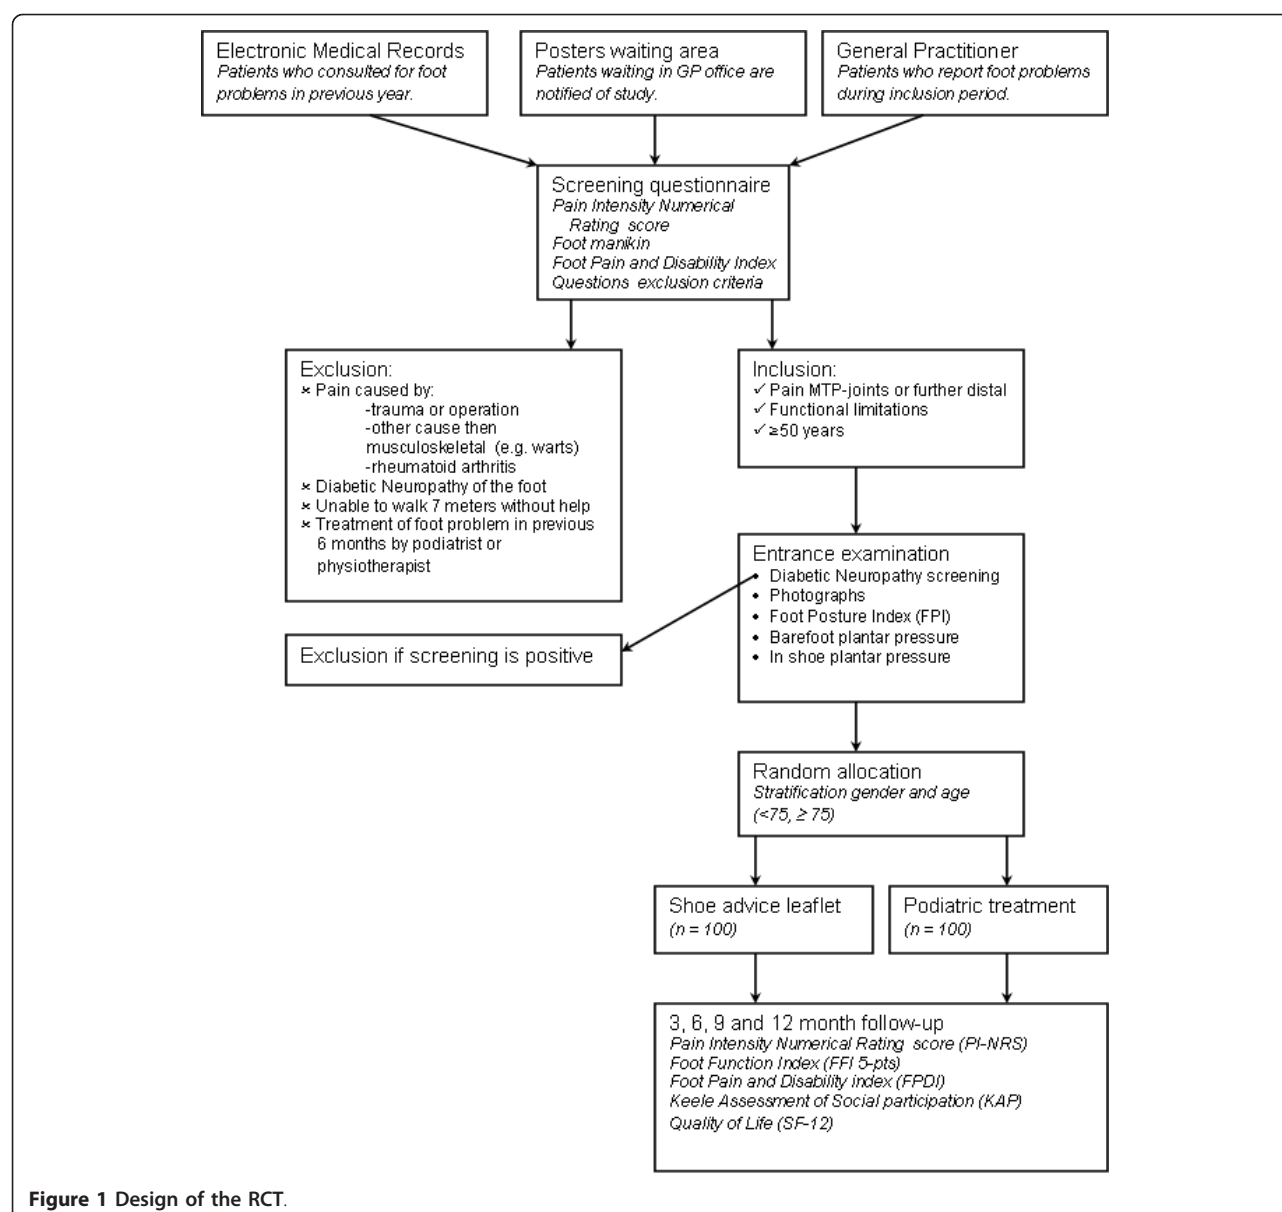 Electronic Medical Records
Patients who consulted for foot
problems in previous year.
Posters waiting area
Patients waiting in GP office are
notified of study.
General Practitioner
Patients who report foot problems
during inclusion period.
Screening questionnaire
Pain Intensity Numerical
Rating score
Foot manikin
Foot Pain and Disability Index
Questions exclusion criteria
Exclusion:
× Pain caused by:
-trauma or operation
-other cause then
musculoskeletal (e.g. warts)
-rheumatoid arthritis
× Diabetic Neuropathy of the foot
× Unable to walk 7 meters without help
× Treatment of foot problem in previous
6 months by podiatrist or
physiotherapist
Inclusion:
✓ Pain MTP-joints or further distal
✓ Functional limitations
✓ ≥50 years
Entrance examination
• Diabetic Neuropathy screening
• Photographs
• Foot Posture Index (FPI)
• Barefoot plantar pressure
• In shoe plantar pressure
Exclusion if screening is positive
Random allocation
Stratification gender and age
(<75, ≥ 75)
Shoe advice leaflet
(n = 100)
Podiatric treatment
(n = 100)
3, 6, 9 and 12 month follow-up
Pain Intensity Numerical Rating score (PI-NRS)
Foot Function Index (FFI 5-pts)
Foot Pain and Disability index (FPDI)
Keele Assessment of Social participation (KAP)
Quality of Life (SF-12)
Figure 1 Design of the RCT.